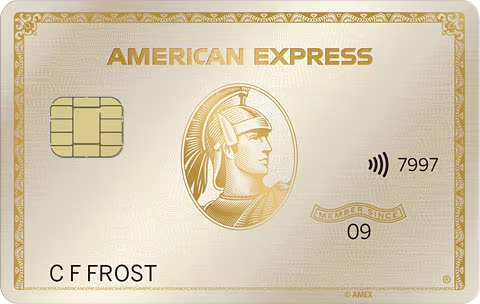 AMERICAN EXPRESS
7997
MEMBER SINCE
09
C F FROST
© AMEX
®